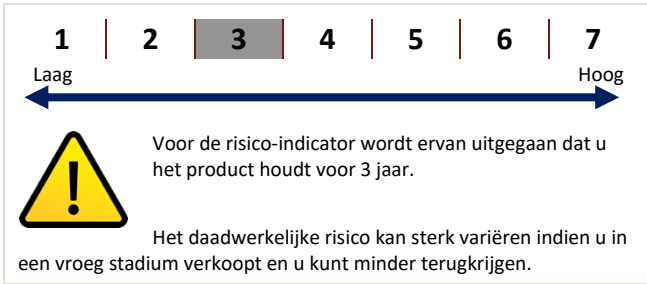 1 2 3 4 5 6 7
Laag Hoog
Voor de risico-indicator wordt ervan uitgegaan dat u
het product houdt voor 3 jaar.
Het daadwerkelijke risico kan sterk variëren indien u in
een vroeg stadium verkoopt en u kunt minder terugkrijgen.